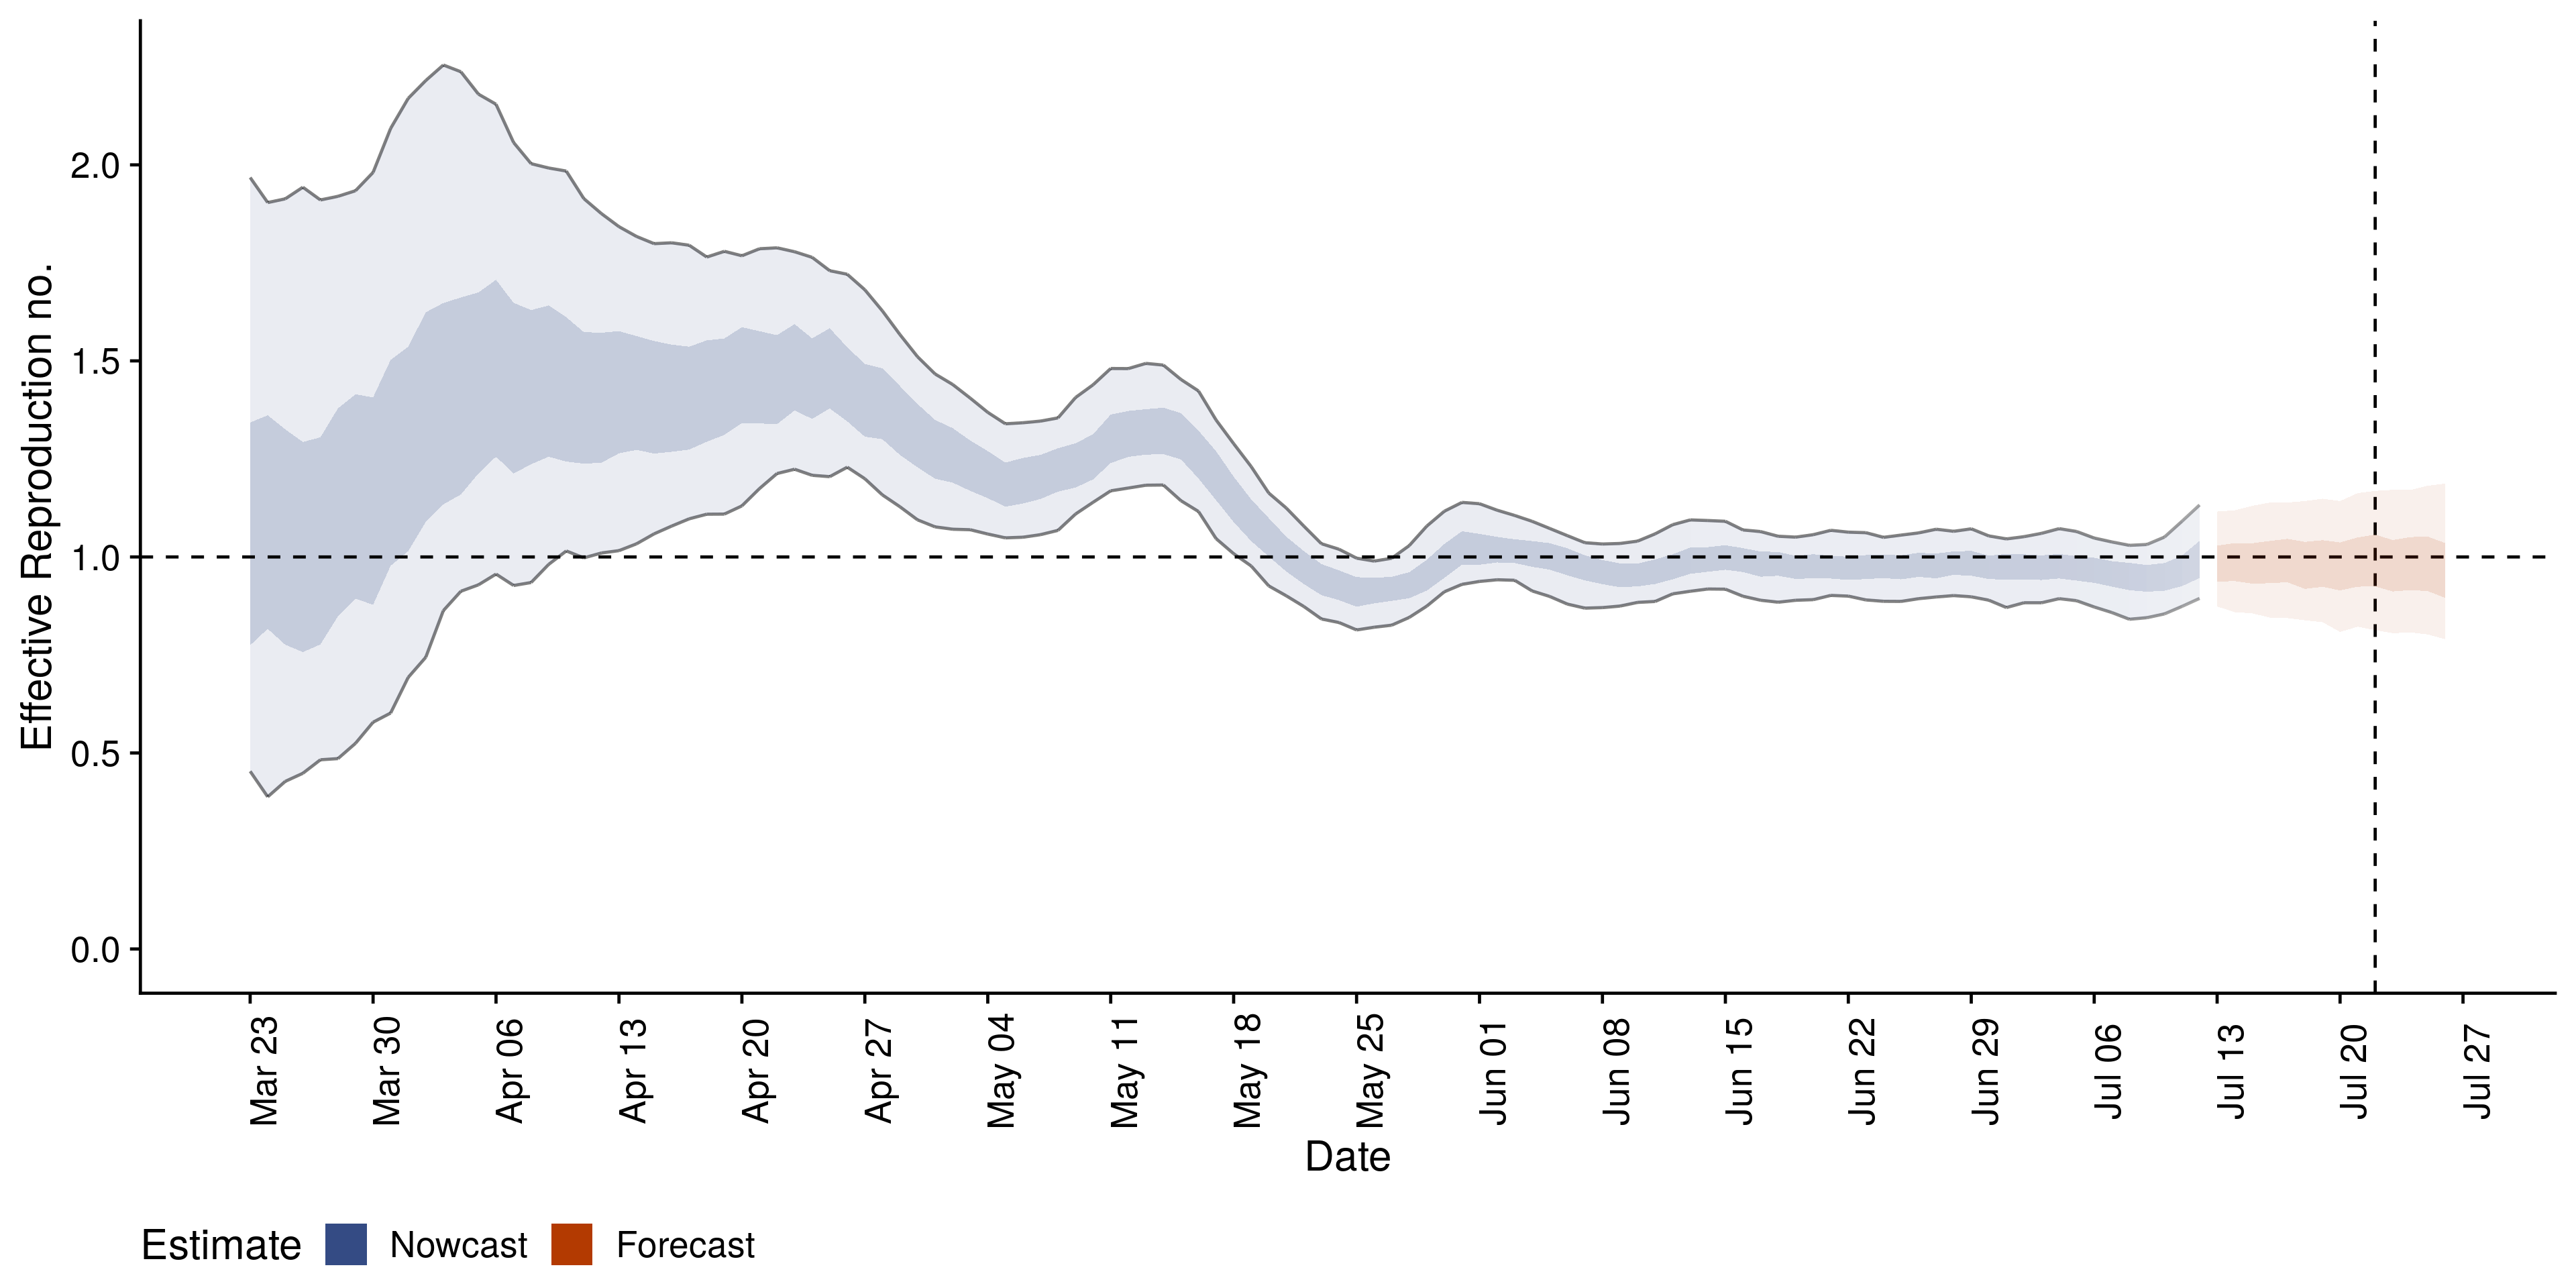 Effective Reproduction no.
2.0
1.5
1.0
0.5
0.0
Mar 23
Mar 30
Apr 06
Apr 13
Apr 20
Apr 27
May 04
May 11
May 18
May 25
Jun 01
Jun 08
Jun 15
Jun 22
Jun 29
Jul 06
Jul 13
Jul 20
Jul 27
Date
Estimate Nowcast Forecast